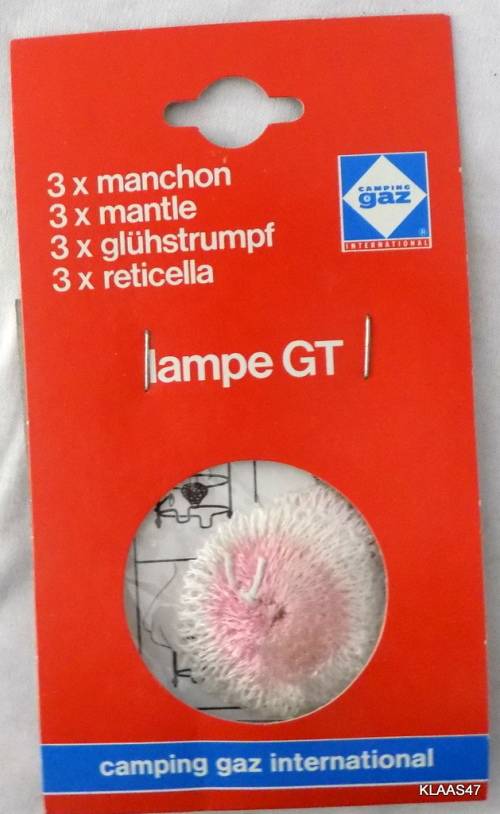 3 x manchon
3 x mantle
3 x glühstrumpf
3 x reticella
CAMPING
gaz
®
INTERNATIONAL
lampe GT
camping gaz international
KLAAS47